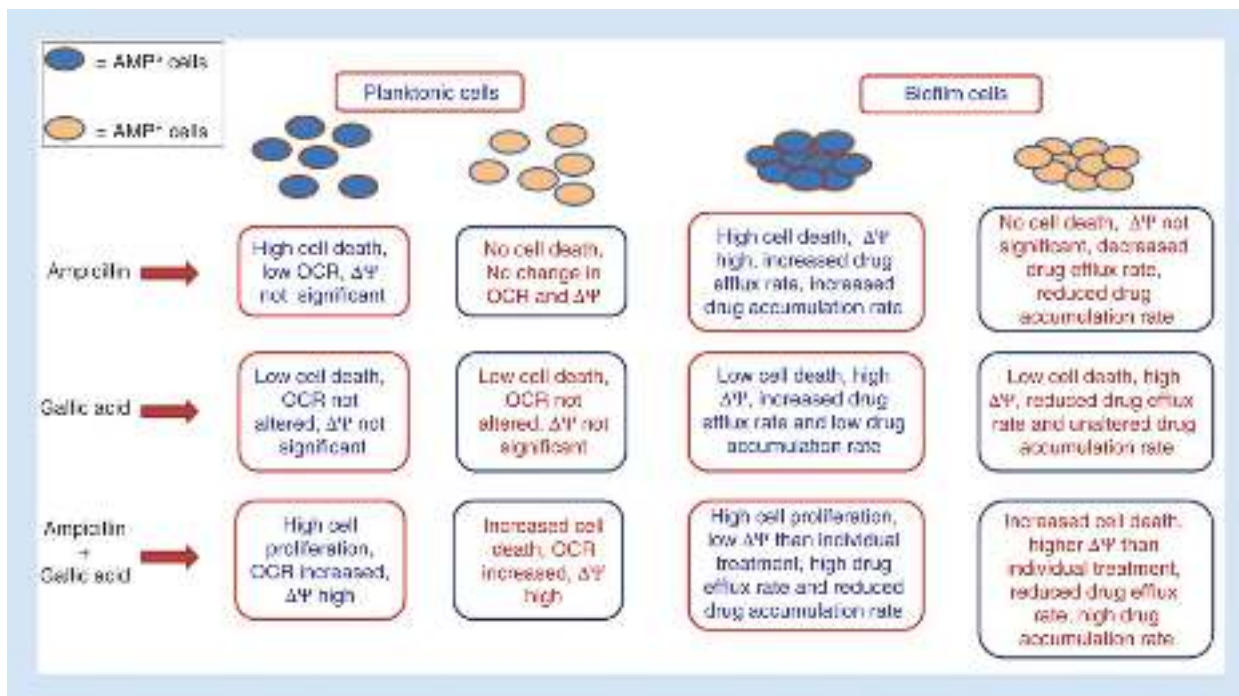 = AMP cells
= AMP cells
Planktonic cells
Biofilm cells
Ampicillin
High cell death,
low OCR, ΔΨ
not significant
No cell death,
No change in
OCR and ΔΨ
High cell death, ΔΨ
high, increased drug
efflux rate, increased
drug accumulation rate
No cell death, ΔΨ not
significant, decreased
drug efflux rate,
reduced drug
accumulation rate
Gallic acid
Low cell death,
OCR not
altered, ΔΨ not
significant
Low cell death,
OCR not
altered, ΔΨ not
significant
Low cell death, high
ΔΨ, increased drug
efflux rate and low drug
accumulation rate
Low cell death, high
ΔΨ, reduced drug efflux
rate and unaltered drug
accumulation rate
Ampicillin
+
Gallic acid
High cell
proliferation,
OCR increased,
ΔΨ high
Increased cell
death, OCR
increased, ΔΨ
high
High cell proliferation,
low ΔΨ than individual
treatment, high drug
efflux rate and reduced
drug accumulation rate
Increased cell death,
higher ΔΨ than
individual treatment,
reduced drug efflux
rate, high drug
accumulation rate